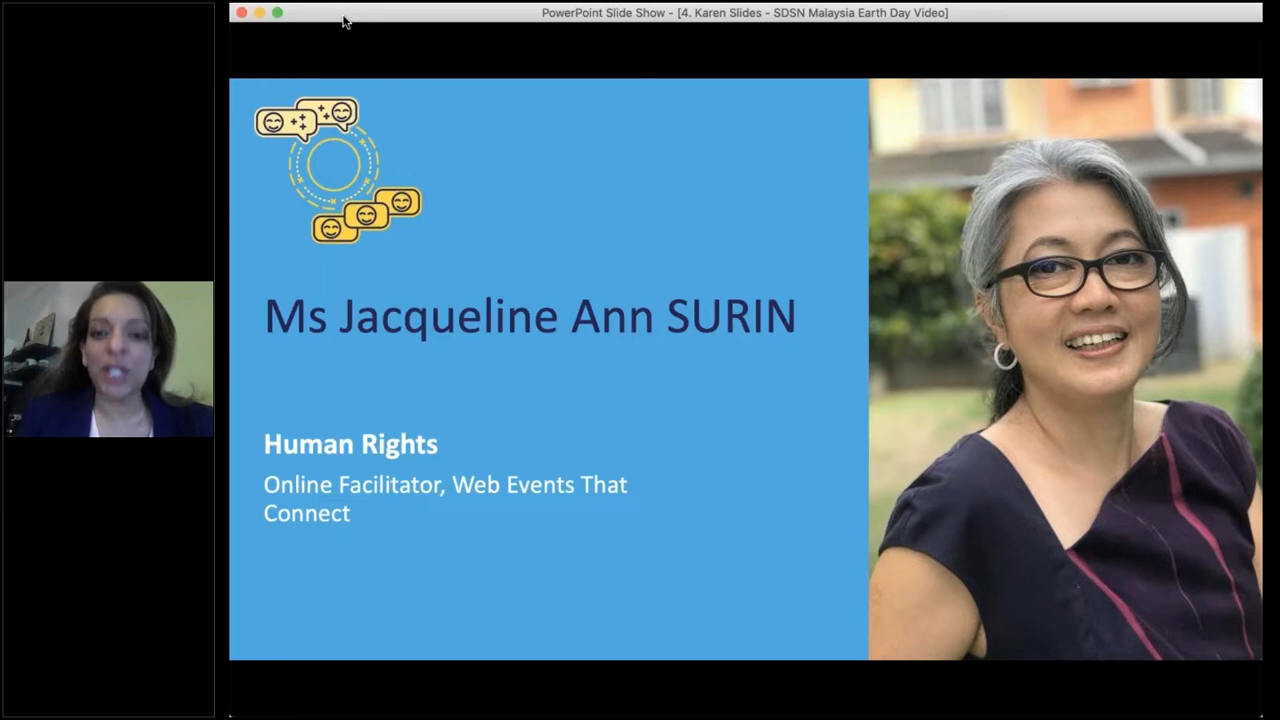 PowerPoint Slide Show - [4. Karen Slides - SDSN Malaysia Earth Day Video]
Ms Jacqueline Ann SURIN
Human Rights
Online Facilitator, Web Events That
Connect